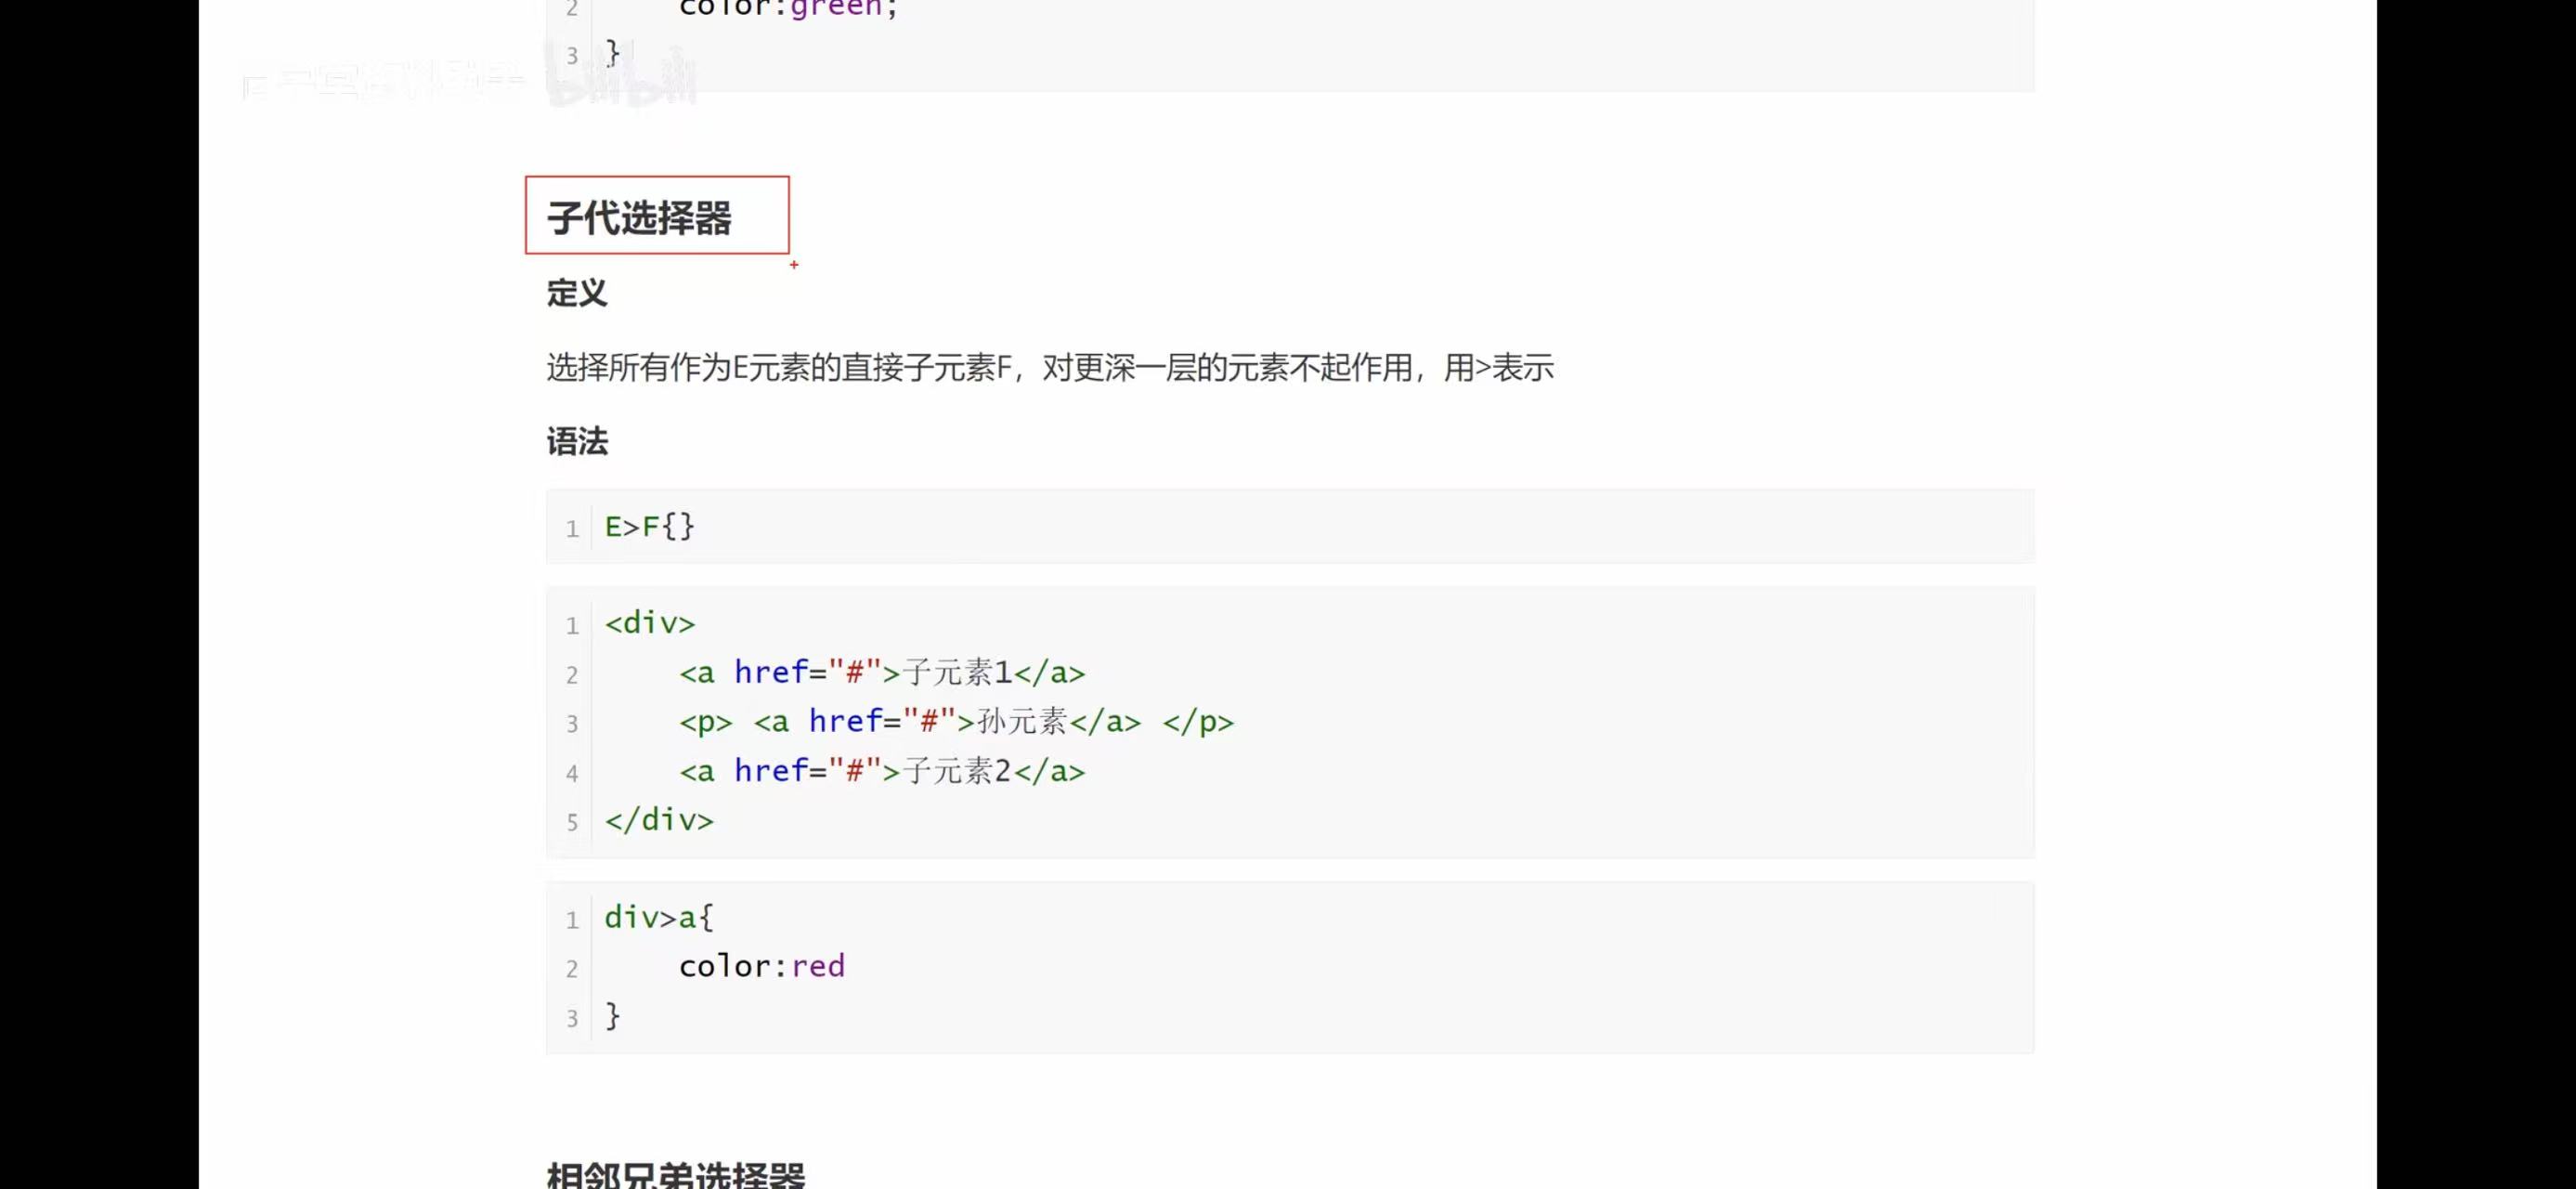 2 color:green;
3 }
bilibili
子代选择器
定义
选择所有作为E元素的直接子元素F，对更深一层的元素不起作用，用>表示
语法
1 E>F{}
1 <div>
2 <a href="#">子元素1</a>
3 <p> <a href="#">孙元素</a> </p>
4 <a href="#">子元素2</a>
5 </div>
1 div>a{
2 color:red
3 }
相邻兄弟选择器